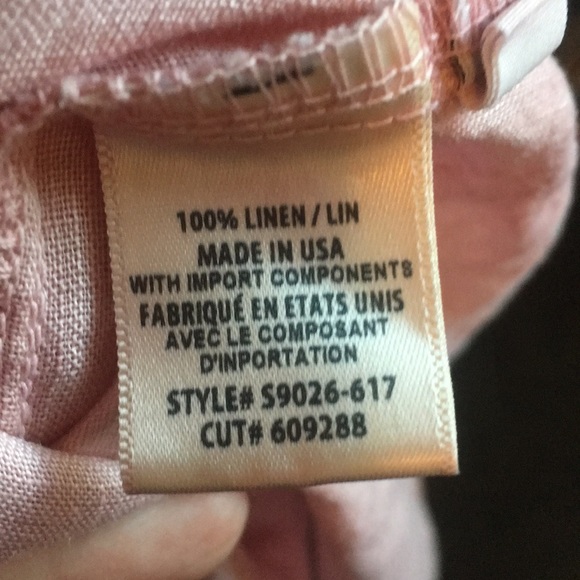 100% LINEN / LIN
MADE IN USA
WITH IMPORT COMPONENTS
FABRIQUÉ EN ETATS UNIS
AVEC LE COMPOSANT
D'INPORTATION
STYLE# S9026-617
CUT# 609288